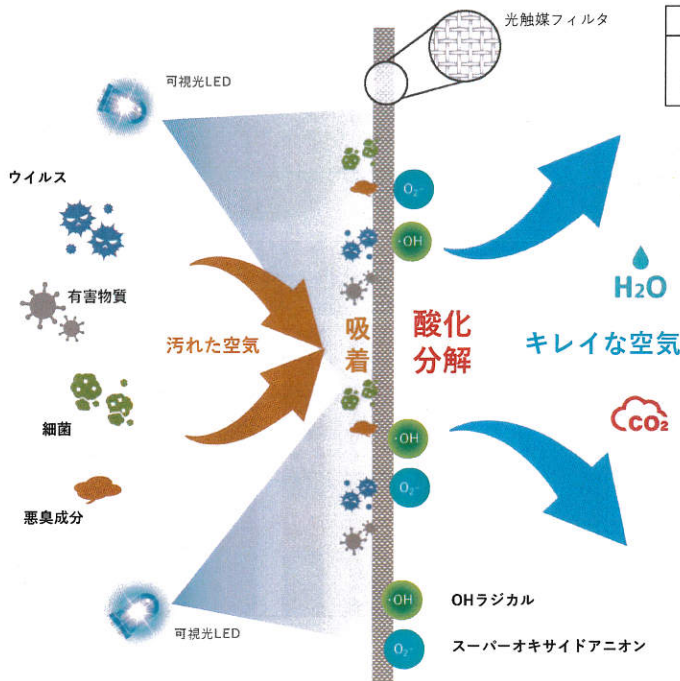 光触媒フィルタ
可視光LED
ウイルス
O₂⁻
・OH
有害物質
H₂O
汚れた空気
吸着
酸化
分解
キレイな空気
細菌
CO₂
・OH
O₂⁻
悪臭成分
・OH
OHラジカル
可視光LED
O₂⁻
スーパーオキサイドアニオン